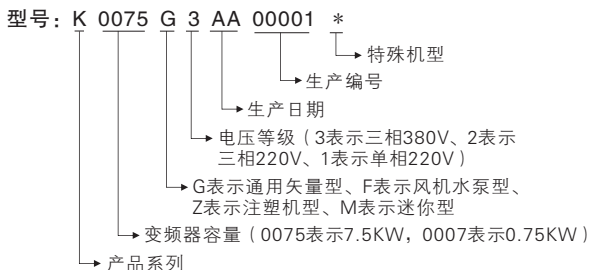 型号：K 0075 G 3 AA 00001 *
特殊机型
生产编号
生产日期
电压等级（3表示三相380V、2表示
三相220V、1表示单相220V）
G表示通用矢量型、F表示风机水泵型、
Z表示注塑机型、M表示迷你型
变频器容量（0075表示7.5KW，0007表示0.75KW）
产品系列